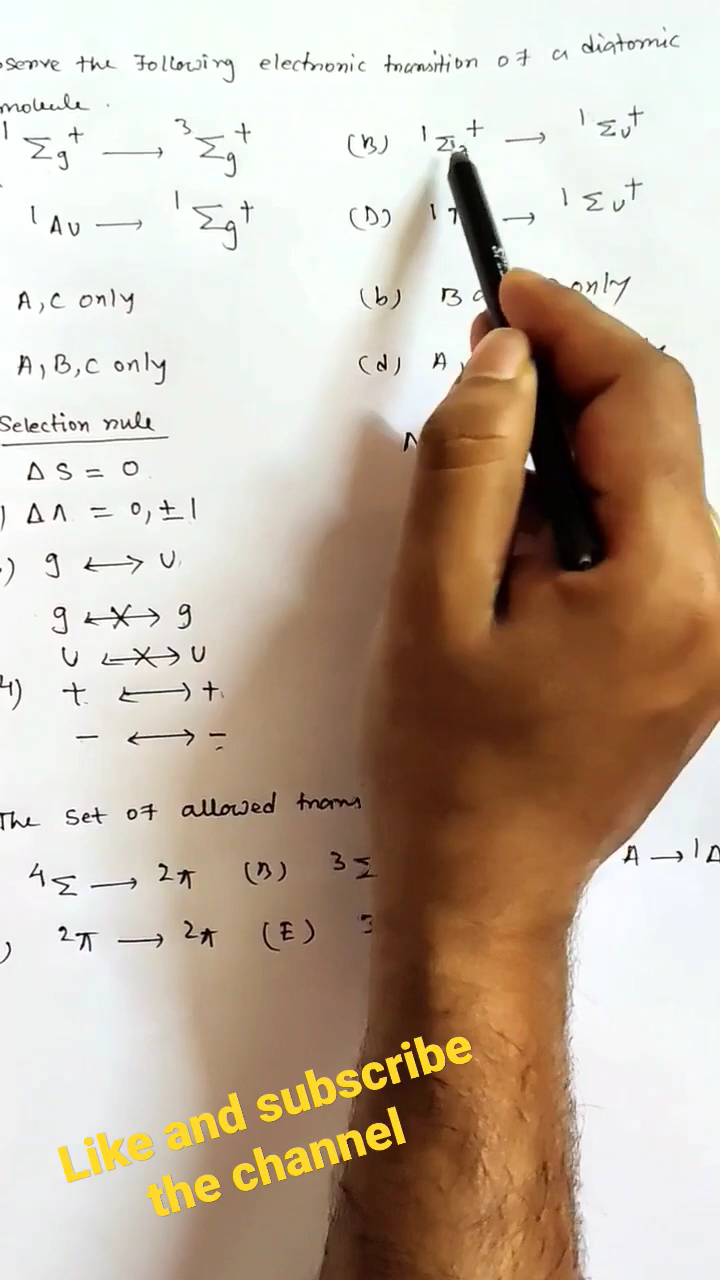 serve the Following electronic transition of a diatomic
molecule.
1Σg+ ⟶ 3Σg+ (B) 1Σg+ ⟶ 1Σu+
1Δu ⟶ 1Σg+ (D) 1π ⟶ 1Σu+
A, C only (b) B only
A, B, C only (d) A,
Selection rule
ΔS = 0
) ΔΛ = 0, ±1
) g ⟷ u
g <-X-> g
u <-X-> u
4) + ⟷ +
- ⟷ -
The set of allowed trans
4Σ ⟶ 2π (B) 3Σ A → 1Δ
) 2π ⟶ 2π (E) 3
Like and subscribe
the channel